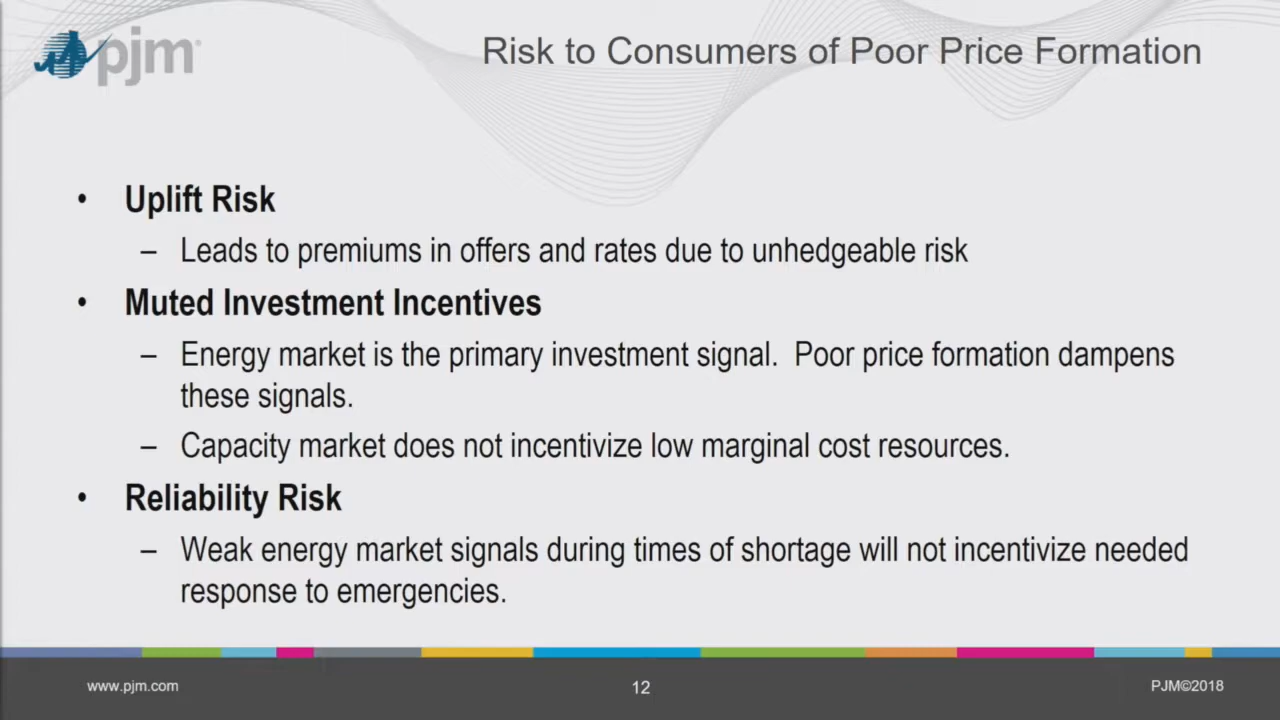 pjm
Risk to Consumers of Poor Price Formation
• Uplift Risk
– Leads to premiums in offers and rates due to unhedgeable risk
• Muted Investment Incentives
– Energy market is the primary investment signal. Poor price formation dampens
these signals.
– Capacity market does not incentivize low marginal cost resources.
• Reliability Risk
– Weak energy market signals during times of shortage will not incentivize needed
response to emergencies.
www.pjm.com
12
PJM©2018